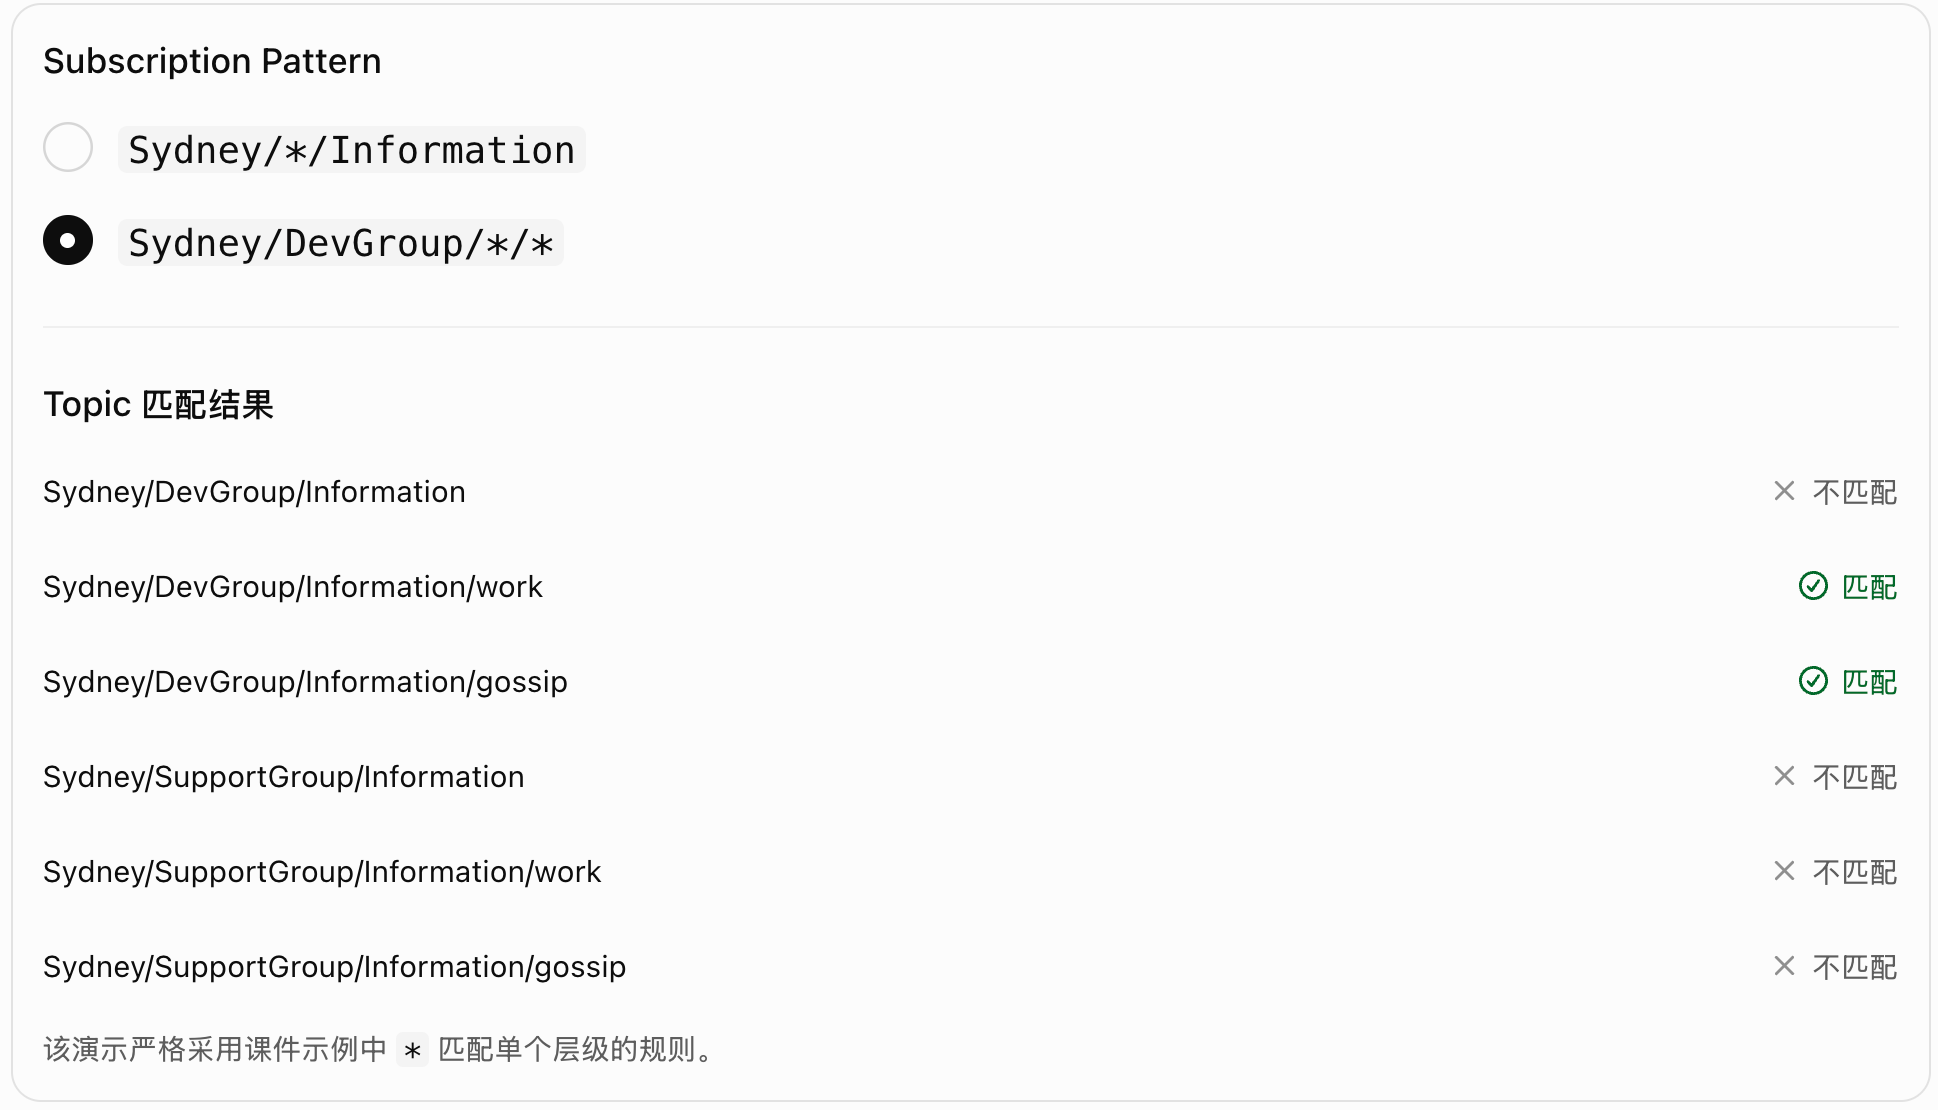 Subscription Pattern
Sydney/*/Information
Sydney/DevGroup/*/*
Topic 匹配结果
Sydney/DevGroup/Information 不匹配
Sydney/DevGroup/Information/work 匹配
Sydney/DevGroup/Information/gossip 匹配
Sydney/SupportGroup/Information 不匹配
Sydney/SupportGroup/Information/work 不匹配
Sydney/SupportGroup/Information/gossip 不匹配
该演示严格采用课件示例中 * 匹配单个层级的规则。